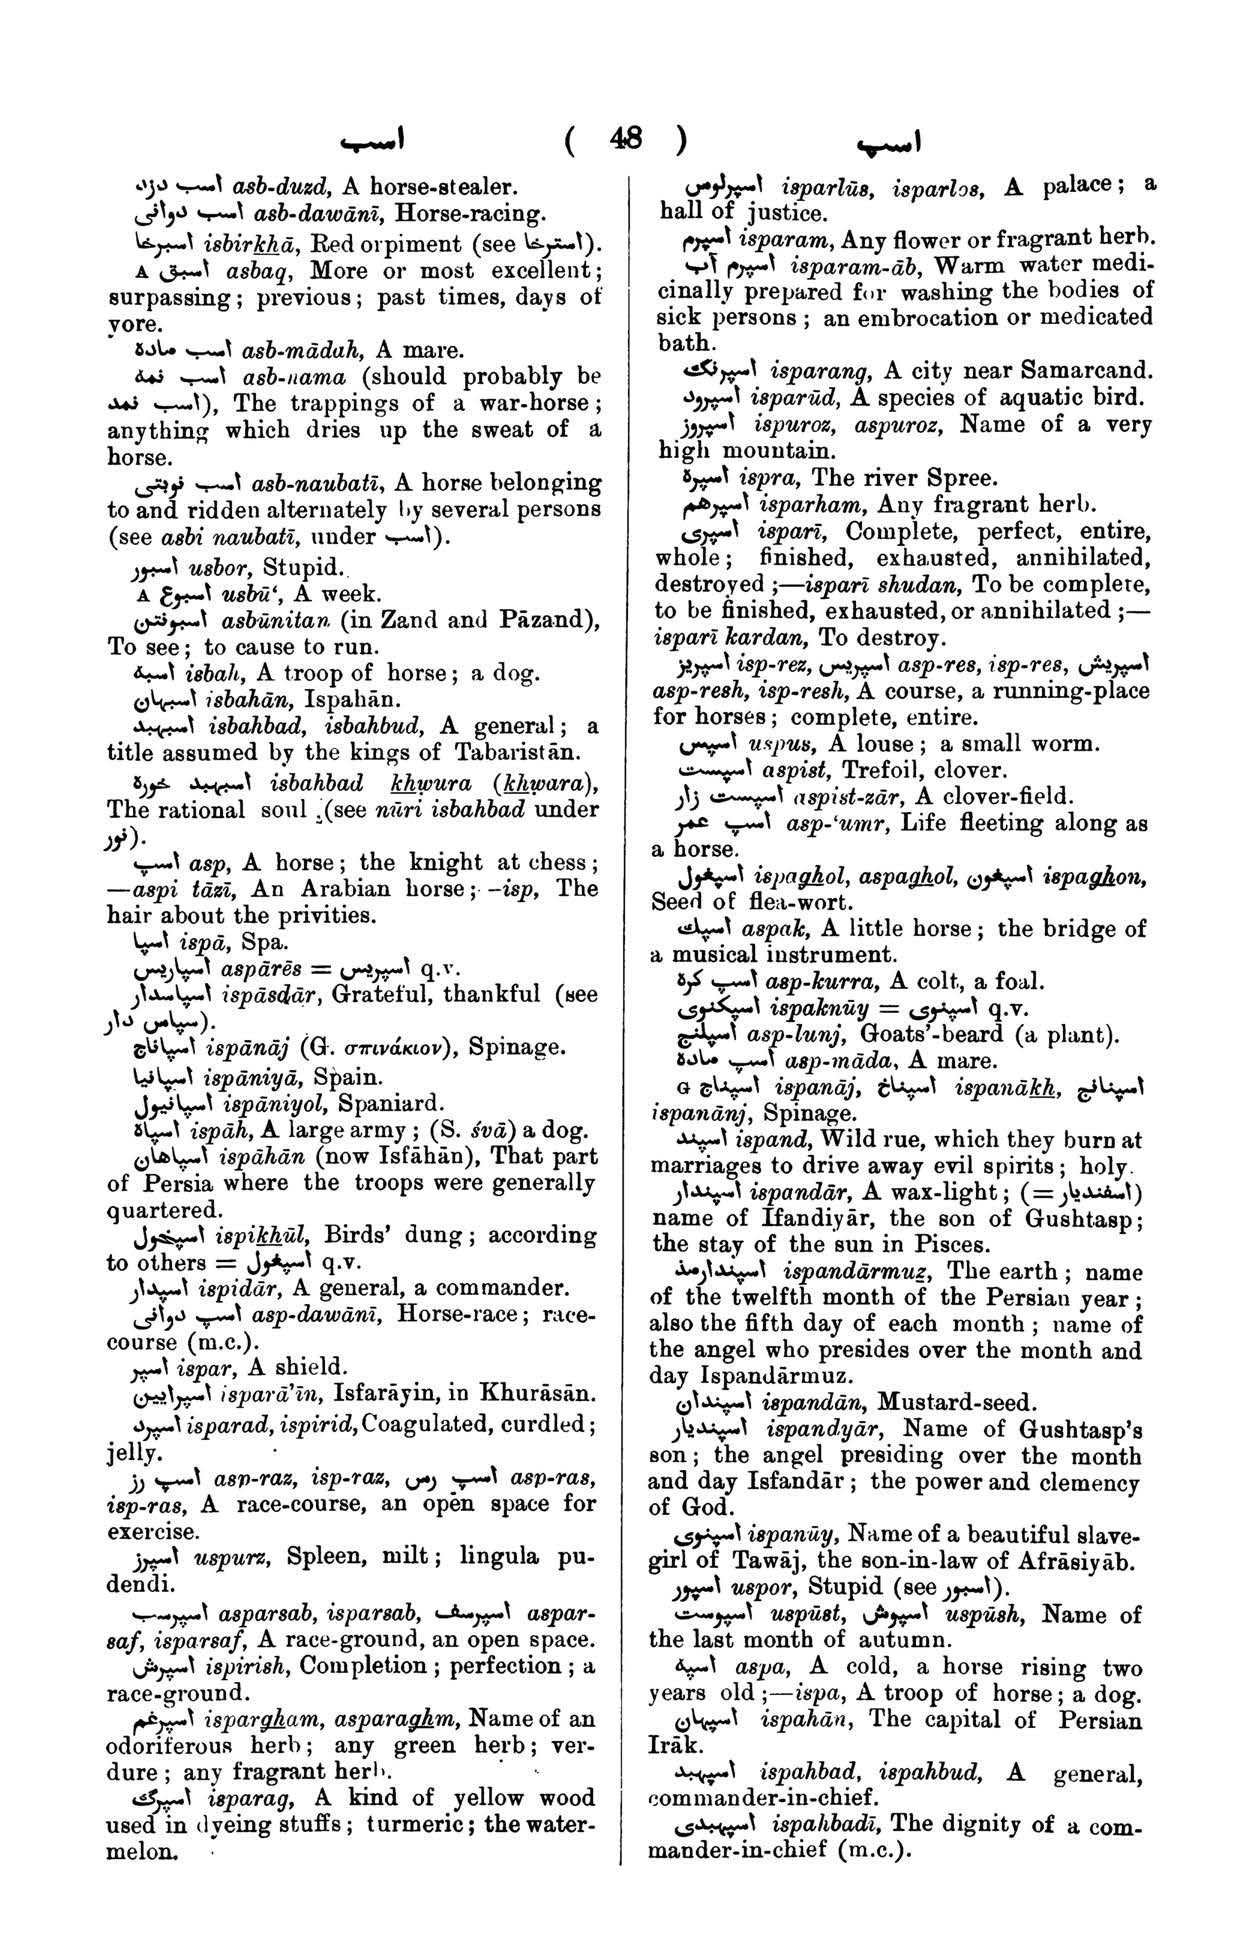 اسب ( 48 ) اسپ
اسب دزد asb-duzd, A horse-stealer.
اسب دوانی asb-dawānī, Horse-racing.
اسبرخا isbirkhā, Red orpiment (see استرخا).
A اسبق asbaq, More or most excellent;
surpassing; previous; past times, days of
yore.
اسب ماده asb-mādah, A mare.
اسب نمه asb-nama (should probably be
اسب نمد), The trappings of a war-horse;
anything which dries up the sweat of a
horse.
اسب نوبتی asb-naubatī, A horse belonging
to and ridden alternately by several persons
(see asbi naubatī, under اسب).
اسبور usbor, Stupid.
A اسبوع usbū‘, A week.
اسبونتن asbūnitan (in Zand and Pāzand),
To see; to cause to run.
اسبه isbah, A troop of horse; a dog.
اسبهان isbahān, Ispahān.
اسبهبد isbahbad, isbahbud, A general; a
title assumed by the kings of Tabaristān.
اسبهبد خوره isbahbad khwura (khwara),
The rational soul (see nūri isbahbad under
نور).
اسپ asp, A horse; the knight at chess;
—aspi tāzī, An Arabian horse;—isp, The
hair about the privities.
اسپا ispā, Spa.
اسپاریس aspārēs = اسپریس q.v.
اسپاسدار ispāsdār, Grateful, thankful (see
سپاس دار).
اسپاناج ispānāj (G. σπινάκιον), Spinage.
اسپانیا ispāniyā, Spain.
اسپانیول ispāniyol, Spaniard.
اسپاه ispāh, A large army; (S. śvā) a dog.
اسپاهان ispāhān (now Isfāhān), That part
of Persia where the troops were generally
quartered.
اسپیخول ispikhūl, Birds’ dung; according
to others = اسپغول q.v.
اسپدار ispidār, A general, a commander.
اسپ دوانی asp-dawānī, Horse-race; race-
course (m.c.).
اسپر ispar, A shield.
اسپرایین isparā’īn, Isfarāyin, in Khurāsān.
اسپرد isparad, ispirid, Coagulated, curdled;
jelly.
اسپ رز asp-raz, isp-raz, اسپ رس asp-ras,
isp-ras, A race-course, an open space for
exercise.
اسپرز uspurz, Spleen, milt; lingula pu-
dendi.
اسپرسب asparsab, isparsab, اسپرسف aspar-
saf, isparsaf, A race-ground, an open space.
اسپرش ispirish, Completion; perfection; a
race-ground.
اسپرغم ispargham, asparaghm, Name of an
odoriferous herb; any green herb; ver-
dure; any fragrant herb.
اسپرک isparag, A kind of yellow wood
used in dyeing stuffs; turmeric; the water-
melon.
اسپرلوس isparlūs, isparlos, A palace; a
hall of justice.
اسپرم isparam, Any flower or fragrant herb.
اسپرم آب isparam-āb, Warm water medi-
cinally prepared for washing the bodies of
sick persons; an embrocation or medicated
bath.
اسپرنک isparang, A city near Samarcand.
اسپرود isparūd, A species of aquatic bird.
اسپروز ispuroz, aspuroz, Name of a very
high mountain.
اسپره ispra, The river Spree.
اسپرهم isparham, Any fragrant herb.
اسپری isparī, Complete, perfect, entire,
whole; finished, exhausted, annihilated,
destroyed;—isparī shudan, To be complete,
to be finished, exhausted, or annihilated;—
isparī kardan, To destroy.
اسپریز isp-rez, اسپریس asp-res, isp-res, اسپریش
asp-resh, isp-resh, A course, a running-place
for horses; complete, entire.
اسپس uspus, A louse; a small worm.
اسپست aspist, Trefoil, clover.
اسپست زار aspist-zār, A clover-field.
اسپ عمر asp-‘umr, Life fleeting along as
a horse.
اسپغول ispaghol, aspaghol, اسپغون ispaghon,
Seed of flea-wort.
اسپک aspak, A little horse; the bridge of
a musical instrument.
اسپ کره asp-kurra, A colt, a foal.
اسپکنوی ispaknūy = اسپنوی q.v.
اسپلنج asp-lunj, Goats’-beard (a plant).
اسپ ماده asp-māda, A mare.
G اسپناج ispanāj, اسپناخ ispanākh, اسپنانج
ispanānj, Spinage.
اسپند ispand, Wild rue, which they burn at
marriages to drive away evil spirits; holy.
اسپندار ispandār, A wax-light; (= اسفندیار)
name of Ifandiyār, the son of Gushtasp;
the stay of the sun in Pisces.
اسپندارمذ ispandārmuz, The earth; name
of the twelfth month of the Persian year;
also the fifth day of each month; name of
the angel who presides over the month and
day Ispandārmuz.
اسپندان ispandān, Mustard-seed.
اسپندیار ispandyār, Name of Gushtasp’s
son; the angel presiding over the month
and day Isfandār; the power and clemency
of God.
اسپنوی ispanūy, Name of a beautiful slave-
girl of Tawāj, the son-in-law of Afrāsiyāb.
اسپور uspor, Stupid (see اسبور).
اسپوست uspūst, اسپوش uspūsh, Name of
the last month of autumn.
اسپه aspa, A cold, a horse rising two
years old;—ispa, A troop of horse; a dog.
اسپهان ispahān, The capital of Persian
Irāk.
اسپهبد ispahbad, ispahbud, A general,
commander-in-chief.
اسپهبدی ispahbadī, The dignity of a com-
mander-in-chief (m.c.).